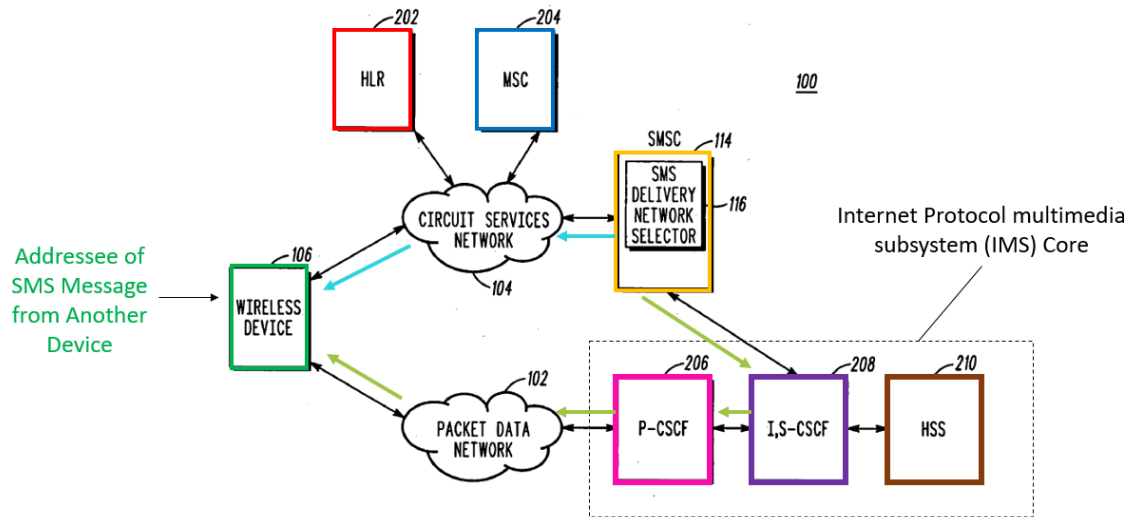 202
204
HLR
MSC
100
SMSC
114
SMS
DELIVERY
NETWORK
SELECTOR
116
CIRCUIT SERVICES
NETWORK
104
Internet Protocol multimedia
subsystem (IMS) Core
Addressee of
SMS Message
from Another
Device
106
WIRELESS
DEVICE
102
PACKET DATA
NETWORK
206
208
210
P-CSCF
I,S-CSCF
HSS